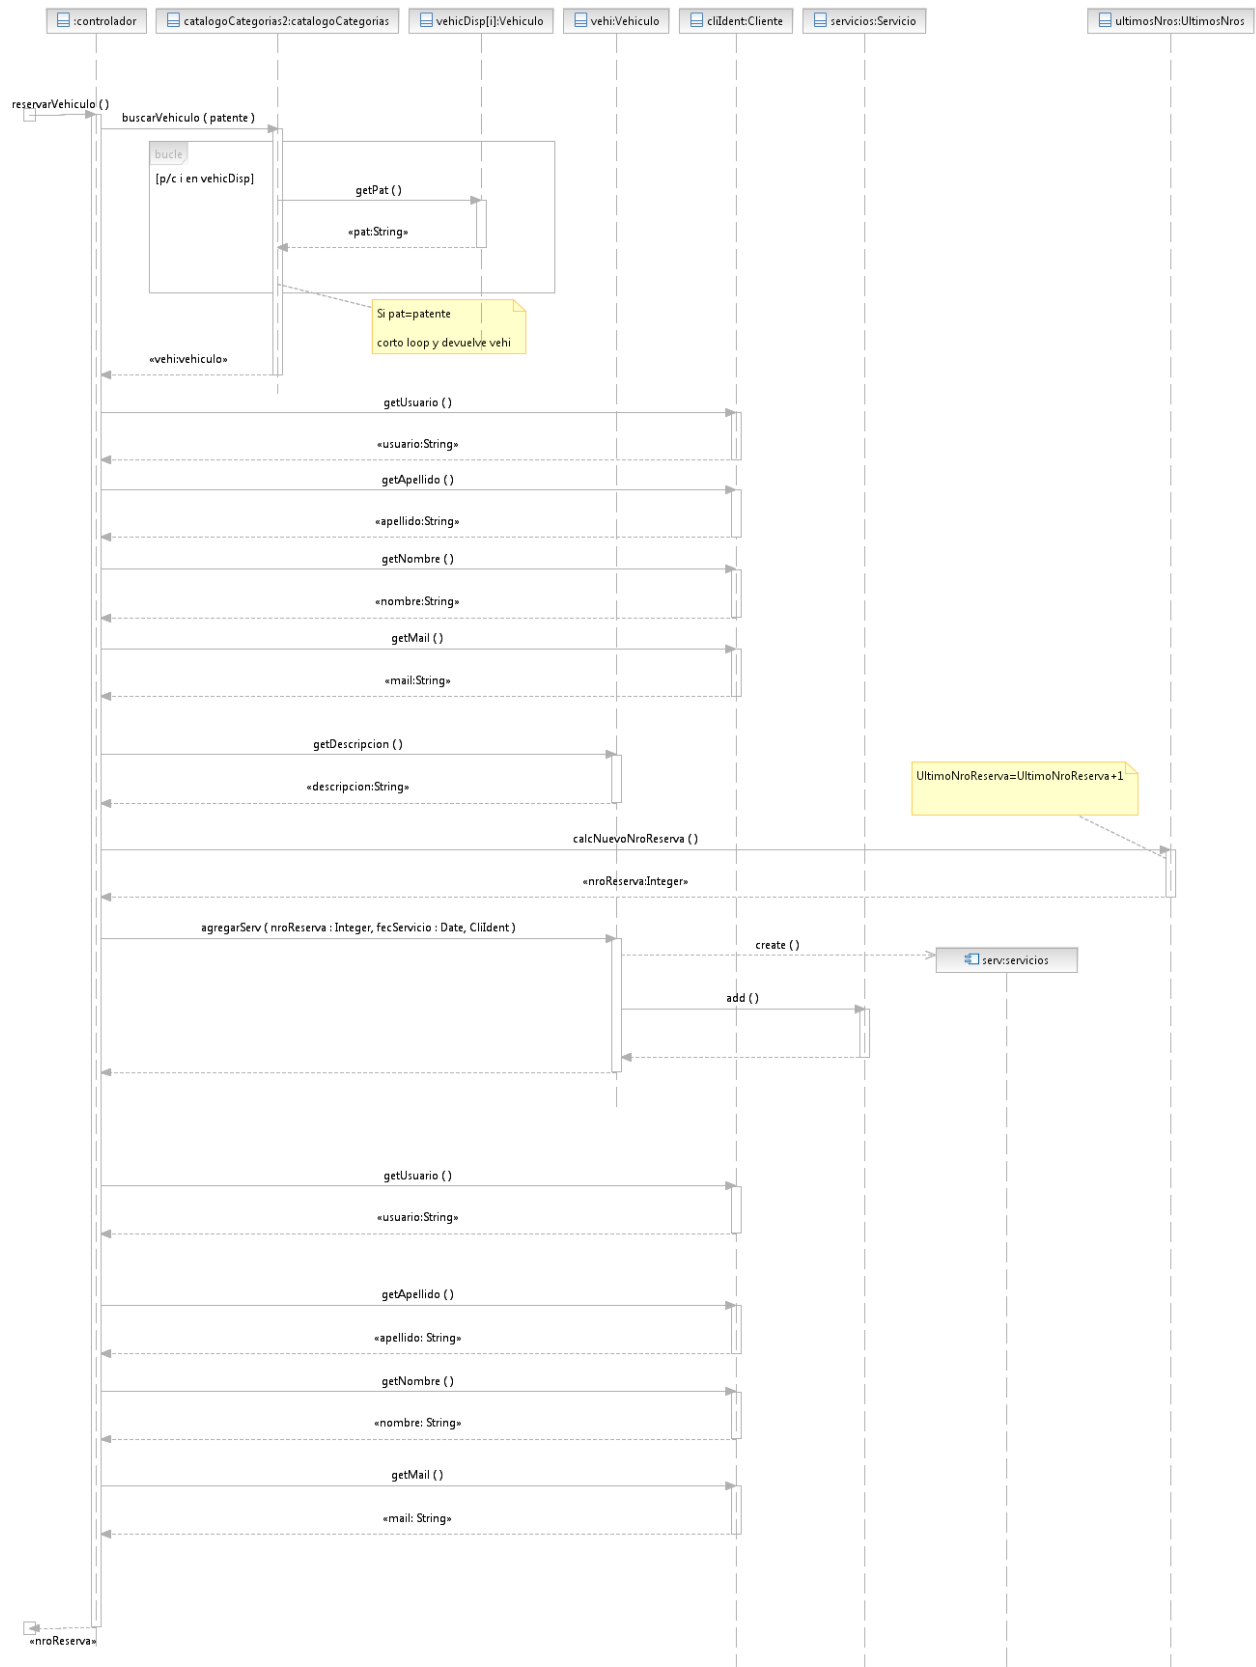 :controlador
catalogoCategorias2:catalogoCategorias
vehicDisp[i]:Vehiculo
vehi:Vehiculo
cliIdent:Cliente
servicios:Servicio
ultimosNros:UltimosNros
reservarVehiculo ( )
buscarVehiculo ( patente )
bucle
[p/c i en vehicDisp]
getPat ( )
«pat:String»
Si pat=patente
corto loop y devuelve vehi
«vehi:vehiculo»
getUsuario ( )
«usuario:String»
getApellido ( )
«apellido:String»
getNombre ( )
«nombre:String»
getMail ( )
«mail:String»
getDescripcion ( )
«descripcion:String»
UltimoNroReserva=UltimoNroReserva+1
calcNuevoNroReserva ( )
«nroReserva:Integer»
agregarServ ( nroReserva : Integer, fecServicio : Date, CliIdent )
create ( )
serv:servicios
add ( )
getUsuario ( )
«usuario:String»
getApellido ( )
«apellido: String»
getNombre ( )
«nombre: String»
getMail ( )
«mail: String»
«nroReserva»